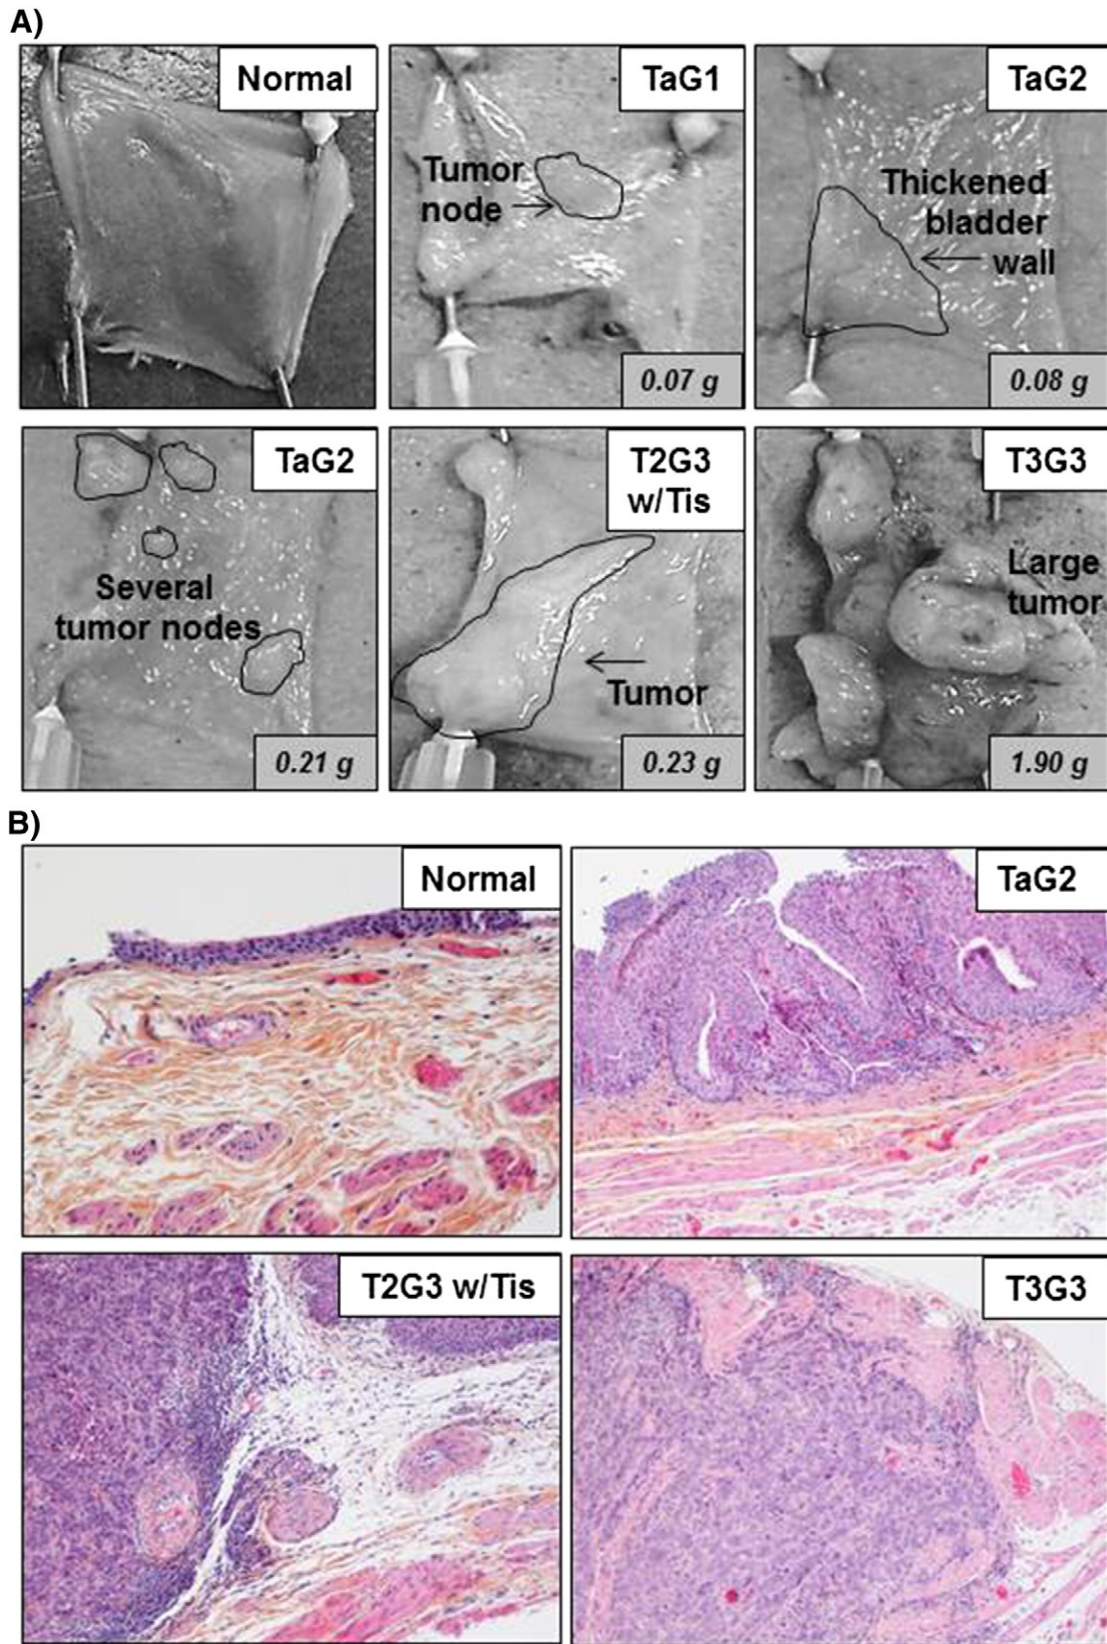 A)
Normal
TaG1
Tumor
node
0.07 g
TaG2
Thickened
bladder
wall
0.08 g
TaG2
Several
tumor nodes
0.21 g
T2G3
w/Tis
Tumor
0.23 g
T3G3
Large
tumor
1.90 g
B)
Normal
TaG2
T2G3 w/Tis
T3G3